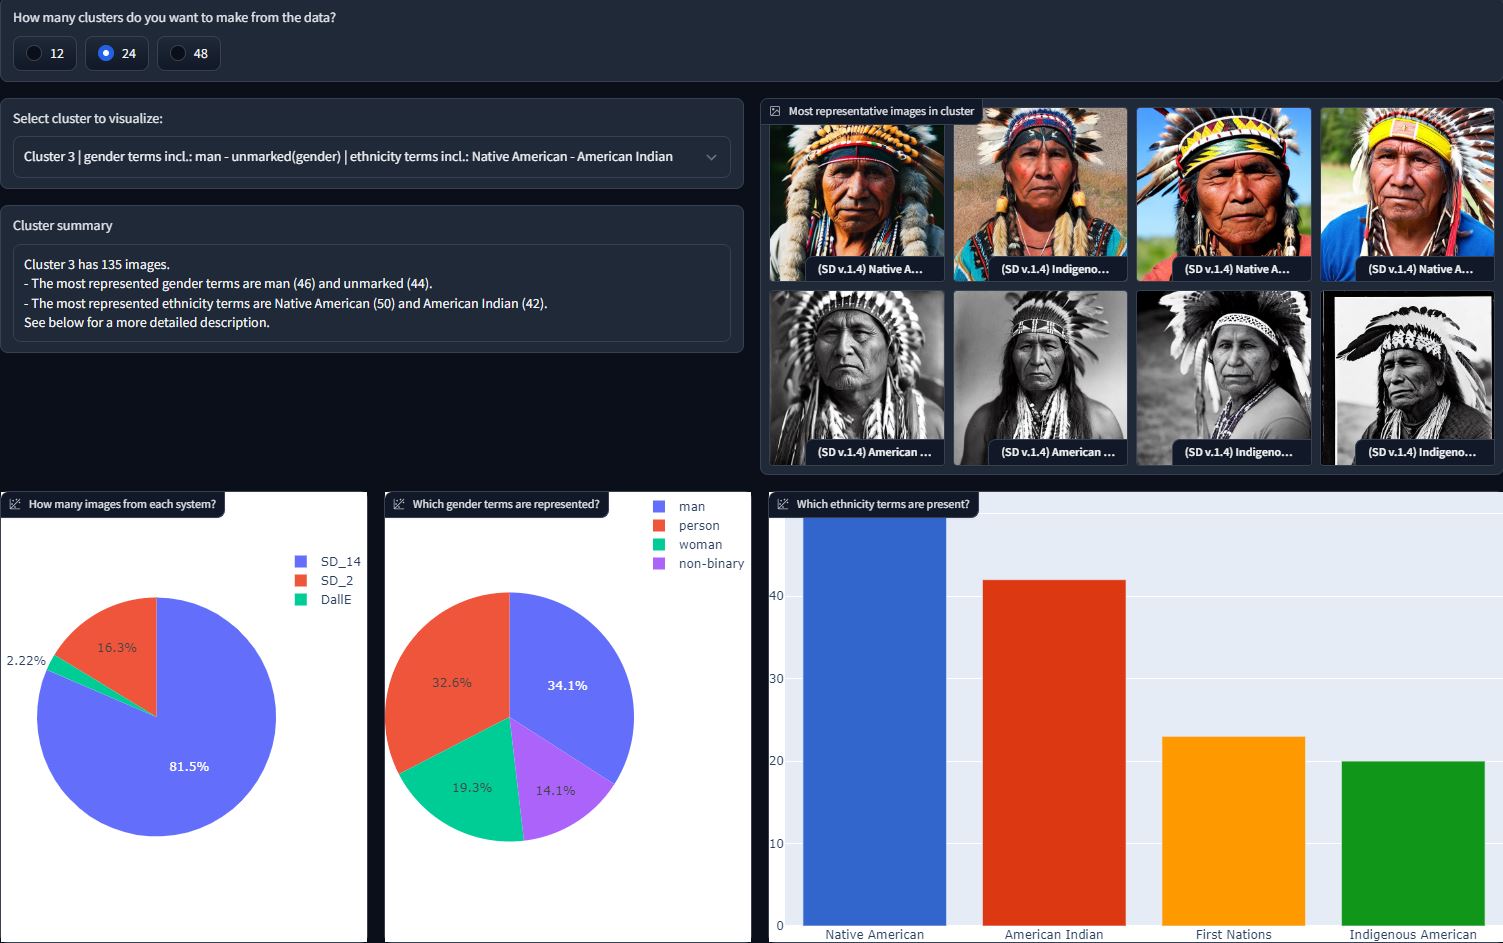 How many clusters do you want to make from the data?
12
24
48
Select cluster to visualize:
Cluster 3 | gender terms incl.: man - unmarked(gender) | ethnicity terms incl.: Native American - American Indian
Cluster summary
Cluster 3 has 135 images.
- The most represented gender terms are man (46) and unmarked (44).
- The most represented ethnicity terms are Native American (50) and American Indian (42).
See below for a more detailed description.
Most representative images in cluster
(SD v.1.4) Native A...
(SD v.1.4) Indigeno...
(SD v.1.4) Native A...
(SD v.1.4) Native A...
(SD v.1.4) American ...
(SD v.1.4) American ...
(SD v.1.4) Indigeno...
(SD v.1.4) Indigeno...
How many images from each system?
SD_14
SD_2
DallE
16.3%
2.22%
81.5%
Which gender terms are represented?
man
person
woman
non-binary
32.6%
34.1%
19.3%
14.1%
Which ethnicity terms are present?
40
30
20
10
0
Native American
American Indian
First Nations
Indigenous American